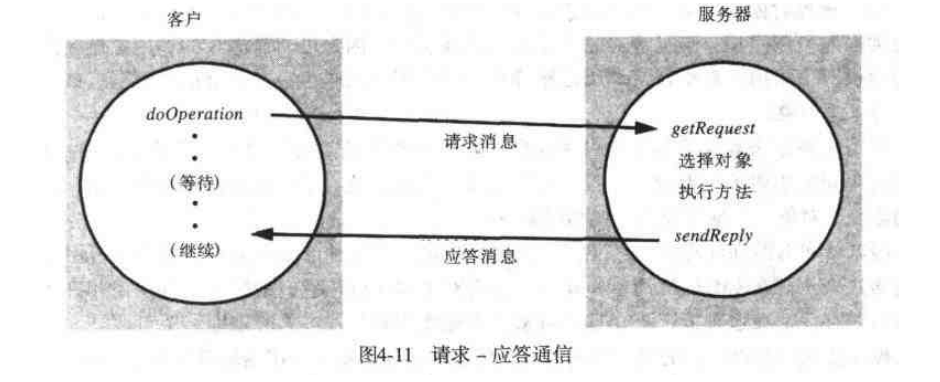 客户
服务器
doOperation
请求消息
getRequest
选择对象
(等待)
执行方法
(继续)
应答消息
sendReply
图4-11 请求－应答通信